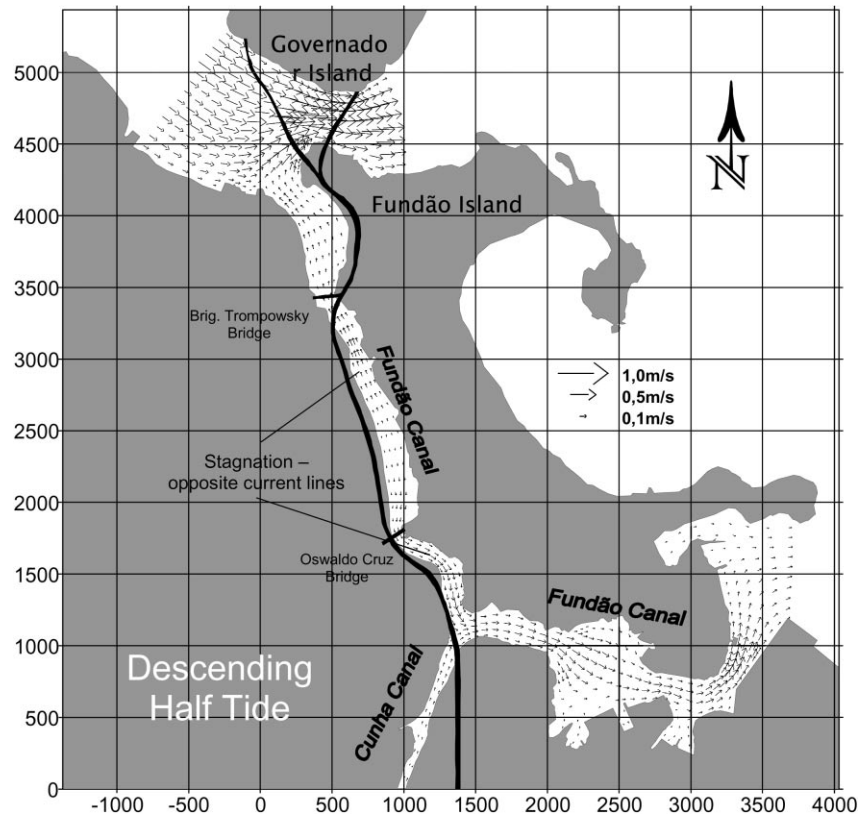 5000
4500
4000
3500
3000
2500
2000
1500
1000
500
0
Governado
r Island
N
Fundão Island
Brig. Trompowsky
Bridge
1,0m/s
0,5m/s
0,1m/s
Fundão Canal
Stagnation –
opposite current lines
Oswaldo Cruz
Bridge
Fundão Canal
Descending
Half Tide
Cunha Canal
-1000 -500 0 500 1000 1500 2000 2500 3000 3500 4000